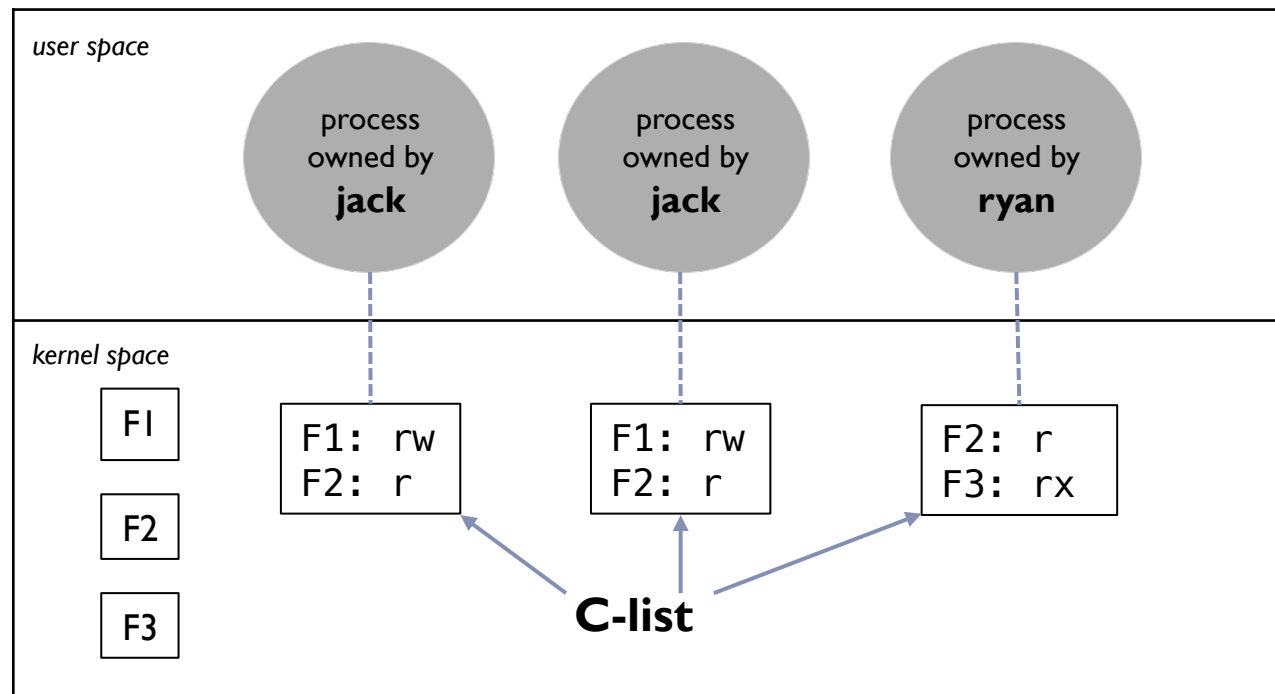 user space
process
owned by
jack
process
owned by
jack
process
owned by
ryan
kernel space
F1
F2
F3
F1: rw
F2: r
F1: rw
F2: r
F2: r
F3: rx
C-list